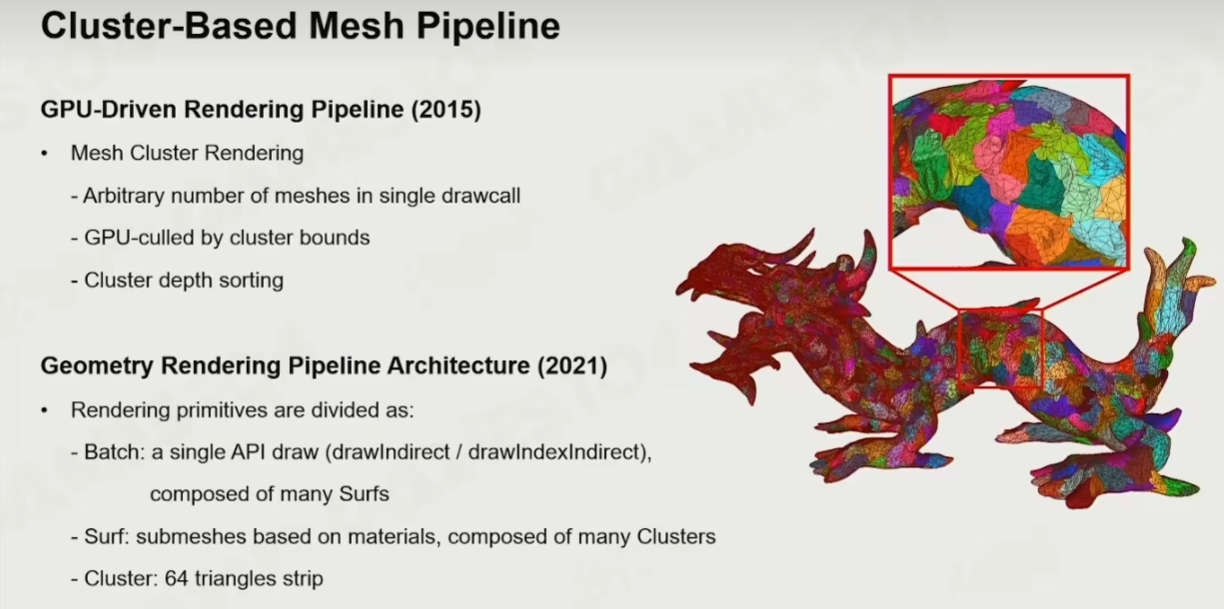 Cluster-Based Mesh Pipeline
GPU-Driven Rendering Pipeline (2015)
• Mesh Cluster Rendering
- Arbitrary number of meshes in single drawcall
- GPU-culled by cluster bounds
- Cluster depth sorting
Geometry Rendering Pipeline Architecture (2021)
• Rendering primitives are divided as:
- Batch: a single API draw (drawIndirect / drawIndexIndirect),
composed of many Surfs
- Surf: submeshes based on materials, composed of many Clusters
- Cluster: 64 triangles strip